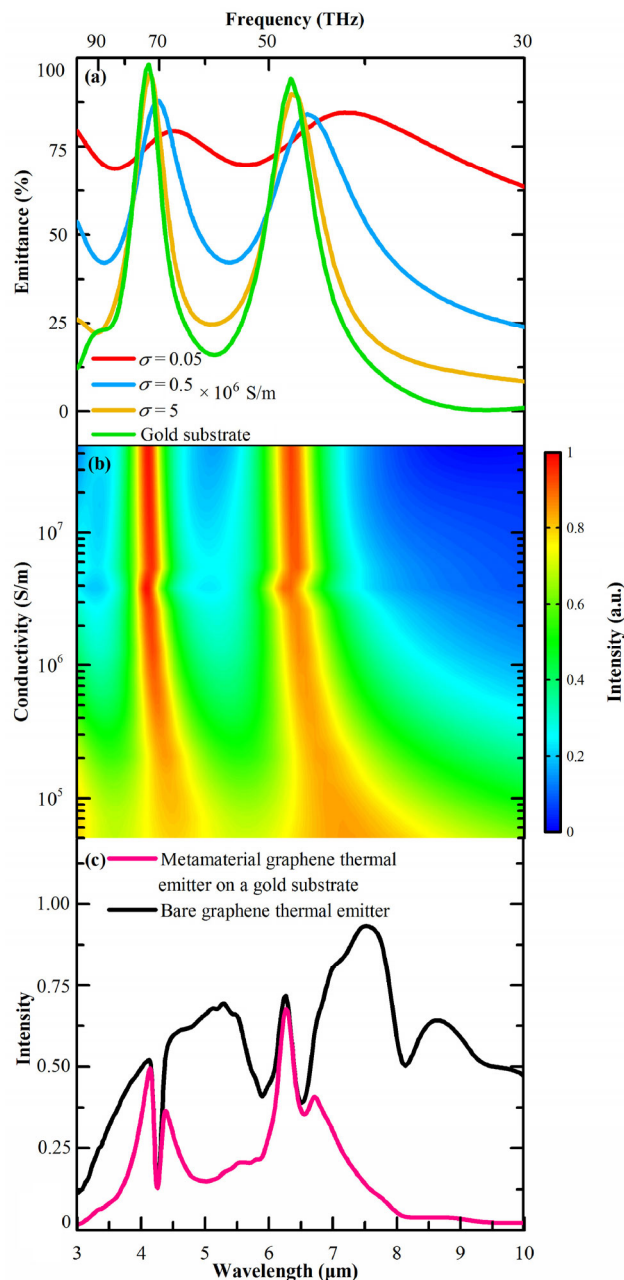 Frequency (THz)
90 70 50 30
(a)
100
75
50
25
0
Emittance (%)
σ = 0.05
σ = 0.5 × 10⁶ S/m
σ = 5
Gold substrate
(b)
10⁷
10⁶
10⁵
Conductivity (S/m)
1
0.8
0.6
0.4
0.2
0
Intensity (a.u.)
(c)
Metamaterial graphene thermal
emitter on a gold substrate
Bare graphene thermal emitter
1.00
0.75
0.50
0.25
0
Intensity
3 4 5 6 7 8 9 10
Wavelength (μm)